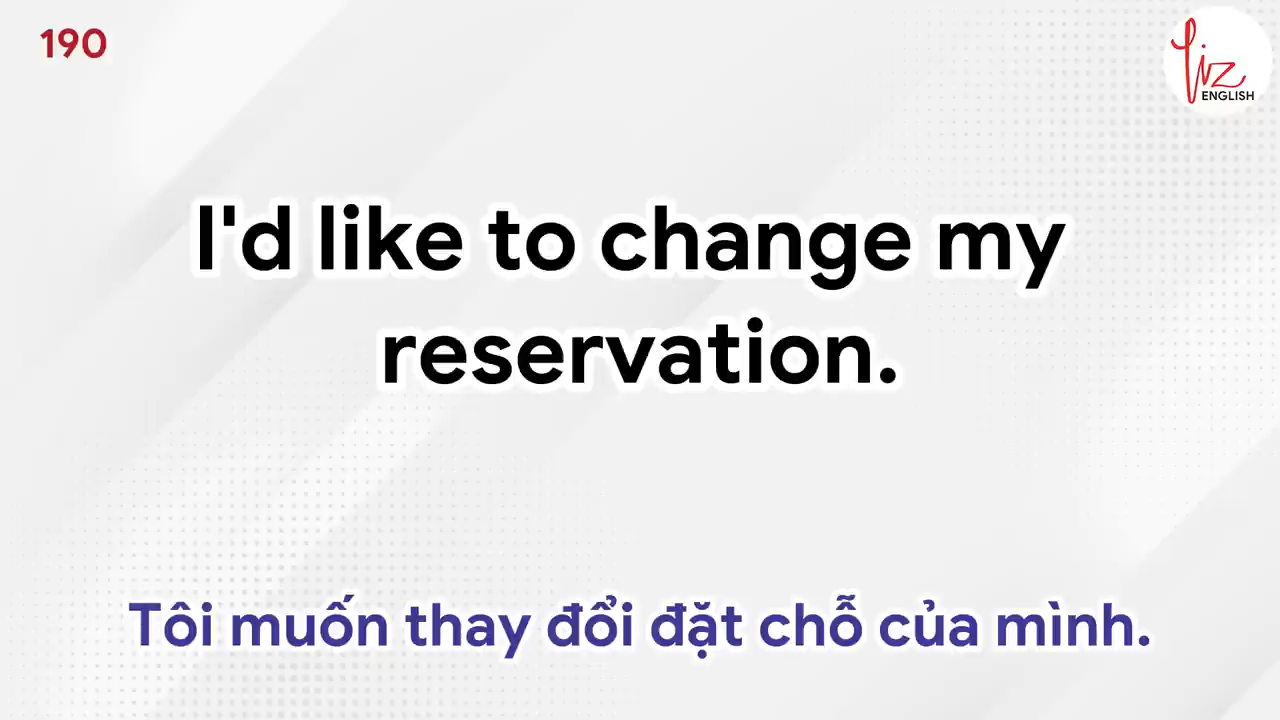 190
Liz
ENGLISH
I'd like to change my
reservation.
Tôi muốn thay đổi đặt chỗ của mình.